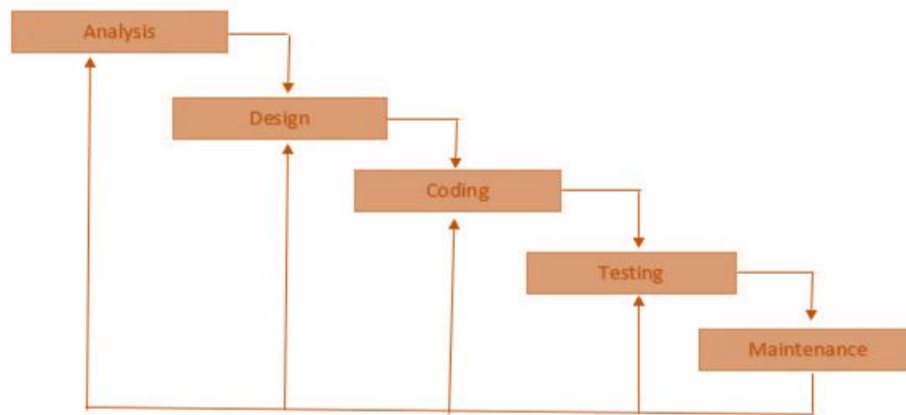 Analysis
Design
Coding
Testing
Maintenance